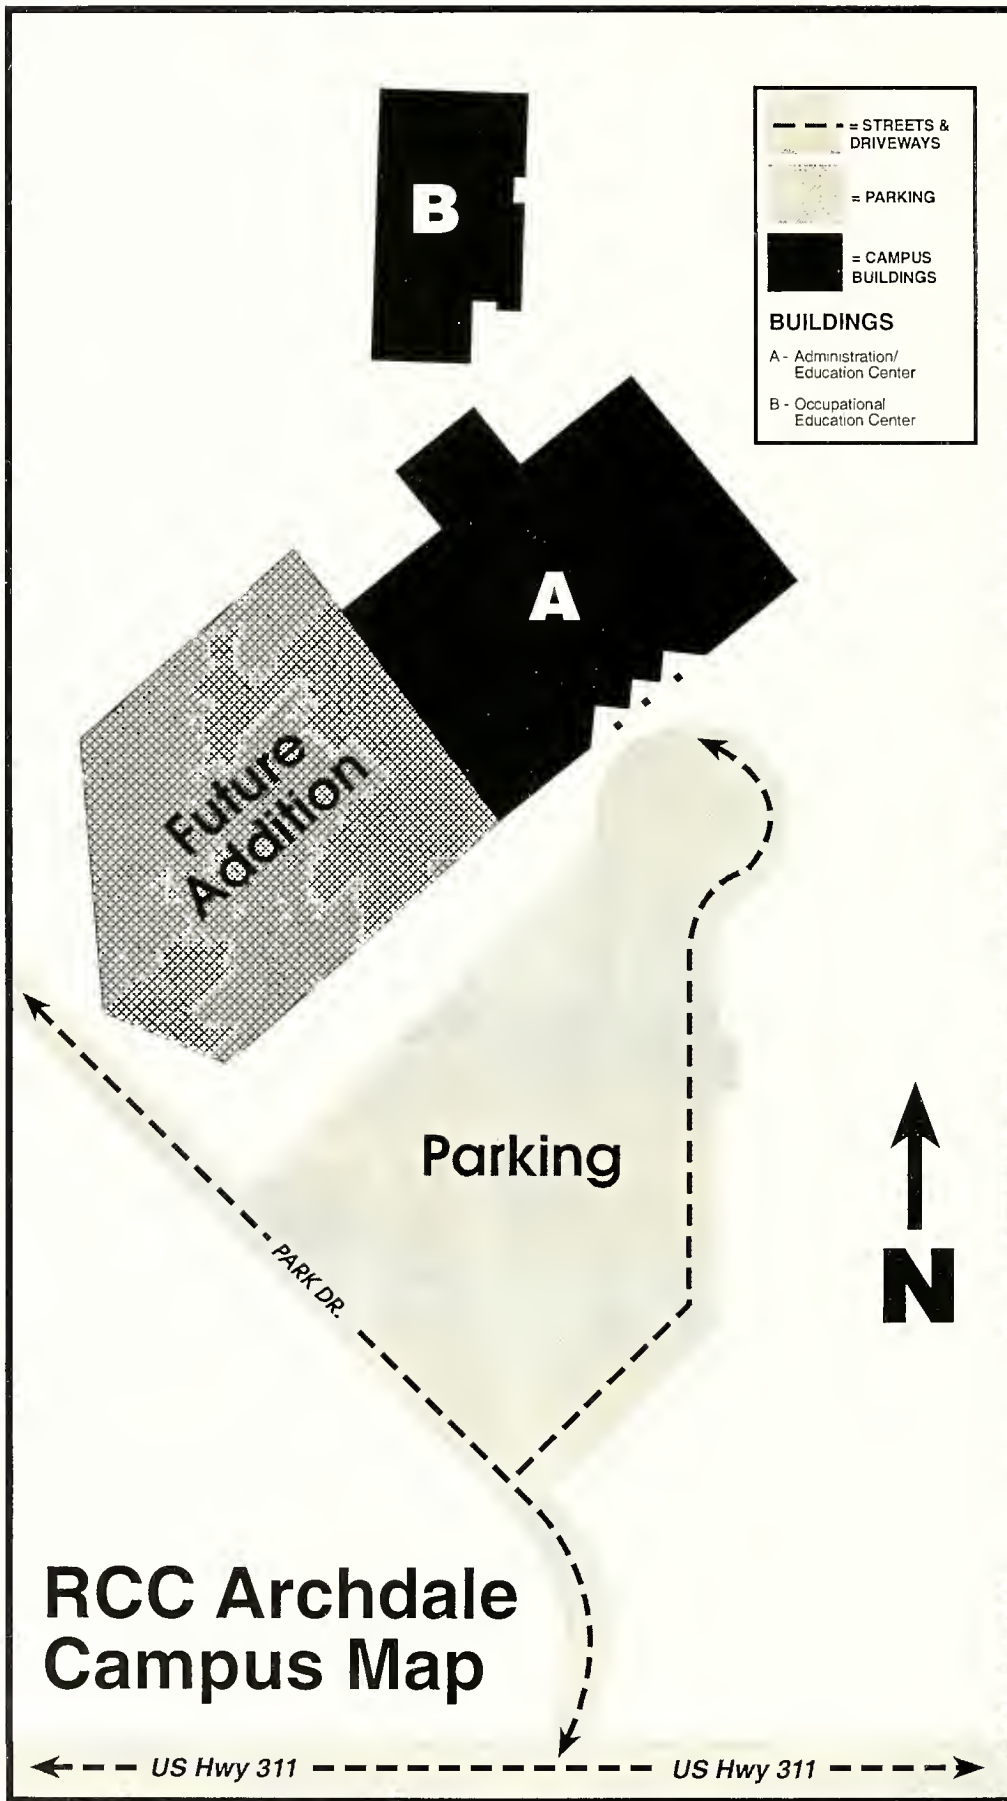 B
= STREETS &
DRIVEWAYS
= PARKING
= CAMPUS
BUILDINGS
BUILDINGS
A - Administration/
Education Center
B - Occupational
Education Center
A
Future
Addition
Parking
N
PARK DR.
RCC Archdale
Campus Map
US Hwy 311
US Hwy 311